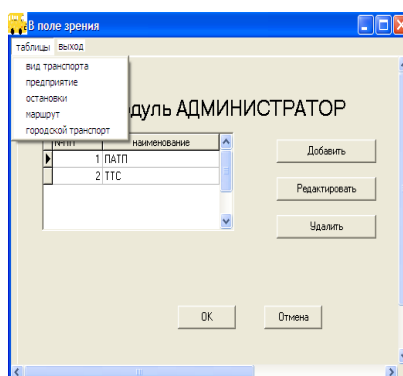 В поле зрения
таблицы выход
вид транспорта
предприятие
остановки
маршрут
городской транспорт
дуль АДМИНИСТРАТОР
наименование
1 ПАТП
2 ТТС
Добавить
Редактировать
Удалить
OK
Отмена